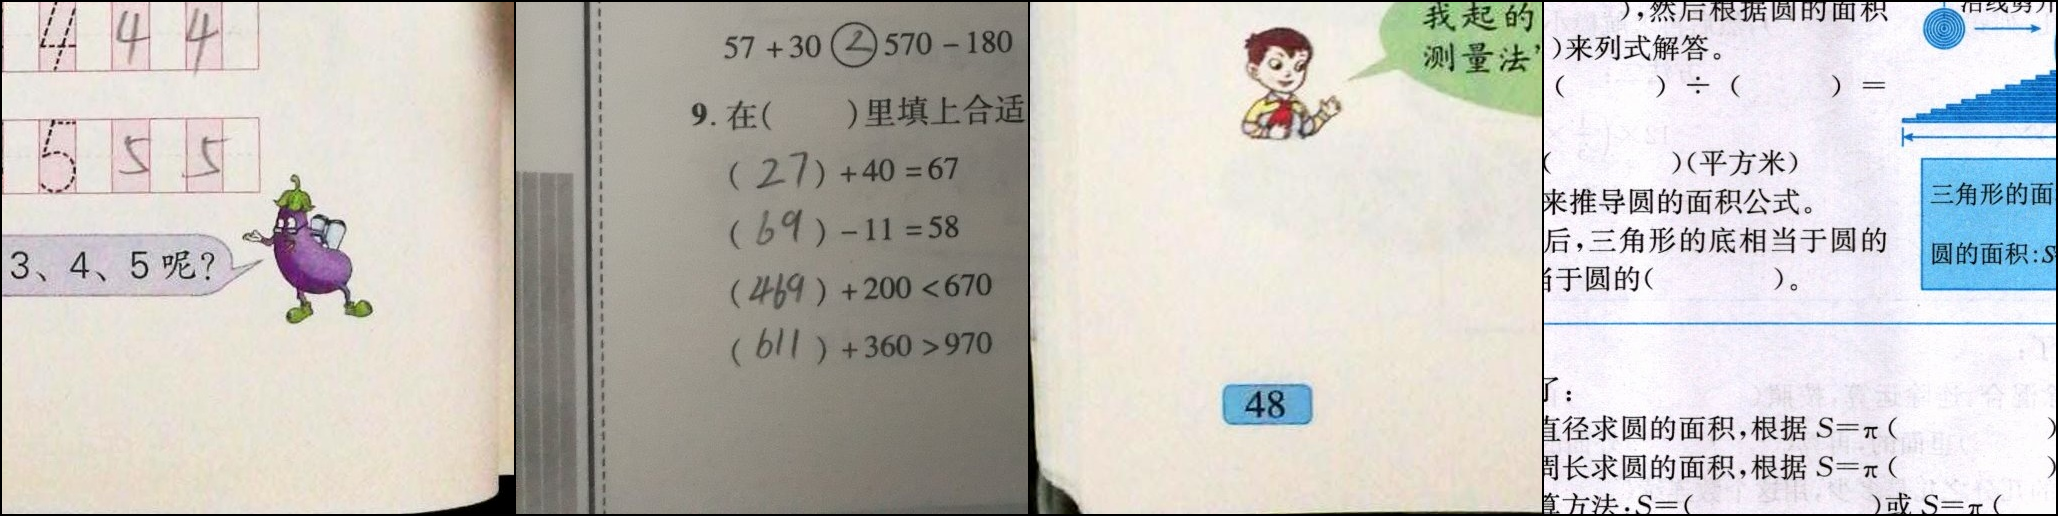 4 4 4
5 5 5
3、4、5呢？
57+30 ② 570-180
9. 在( )里填上合适
(27)+40=67
(69)-11=58
(469)+200<670
(611)+360>970
我起的
测量法
48
),然后根据圆的面积
)来列式解答。
( )÷( )=
( )(平方米)
来推导圆的面积公式。
后,三角形的底相当于圆的
当于圆的( )。
了:
直径求圆的面积,根据 S=π( )
周长求圆的面积,根据 S=π( )
算方法:S=( )或 S=π(
沿线剪开
三角形的面
圆的面积:S